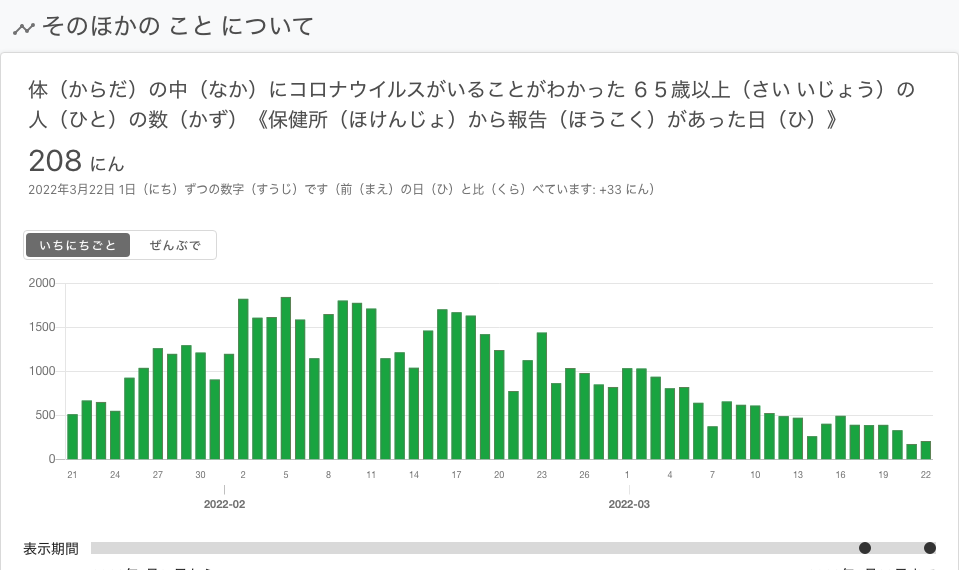 そのほかの こと について
体（からだ）の中（なか）にコロナウイルスがいることがわかった ６５歳以上（さい いじょう）の
人（ひと）の数（かず）《保健所（ほけんじょ）から報告（ほうこく）があった日（ひ）》
208 にん
2022年3月22日 1日（にち）ずつの数字（すうじ）です（前（まえ）の日（ひ）と比（くら）べています: +33 にん）
いちにちごと ぜんぶで
2000
1500
1000
500
0
21 24 27 30 2 5 8 11 14 17 20 23 26 1 4 7 10 13 16 19 22
2022-02 2022-03
表示期間